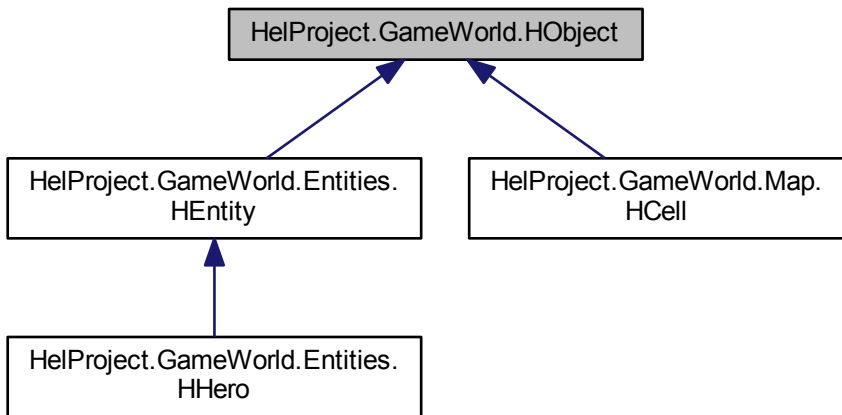 HelProject.GameWorld.HObject
HelProject.GameWorld.Entities.
HEntity
HelProject.GameWorld.Map.
HCell
HelProject.GameWorld.Entities.
HHero